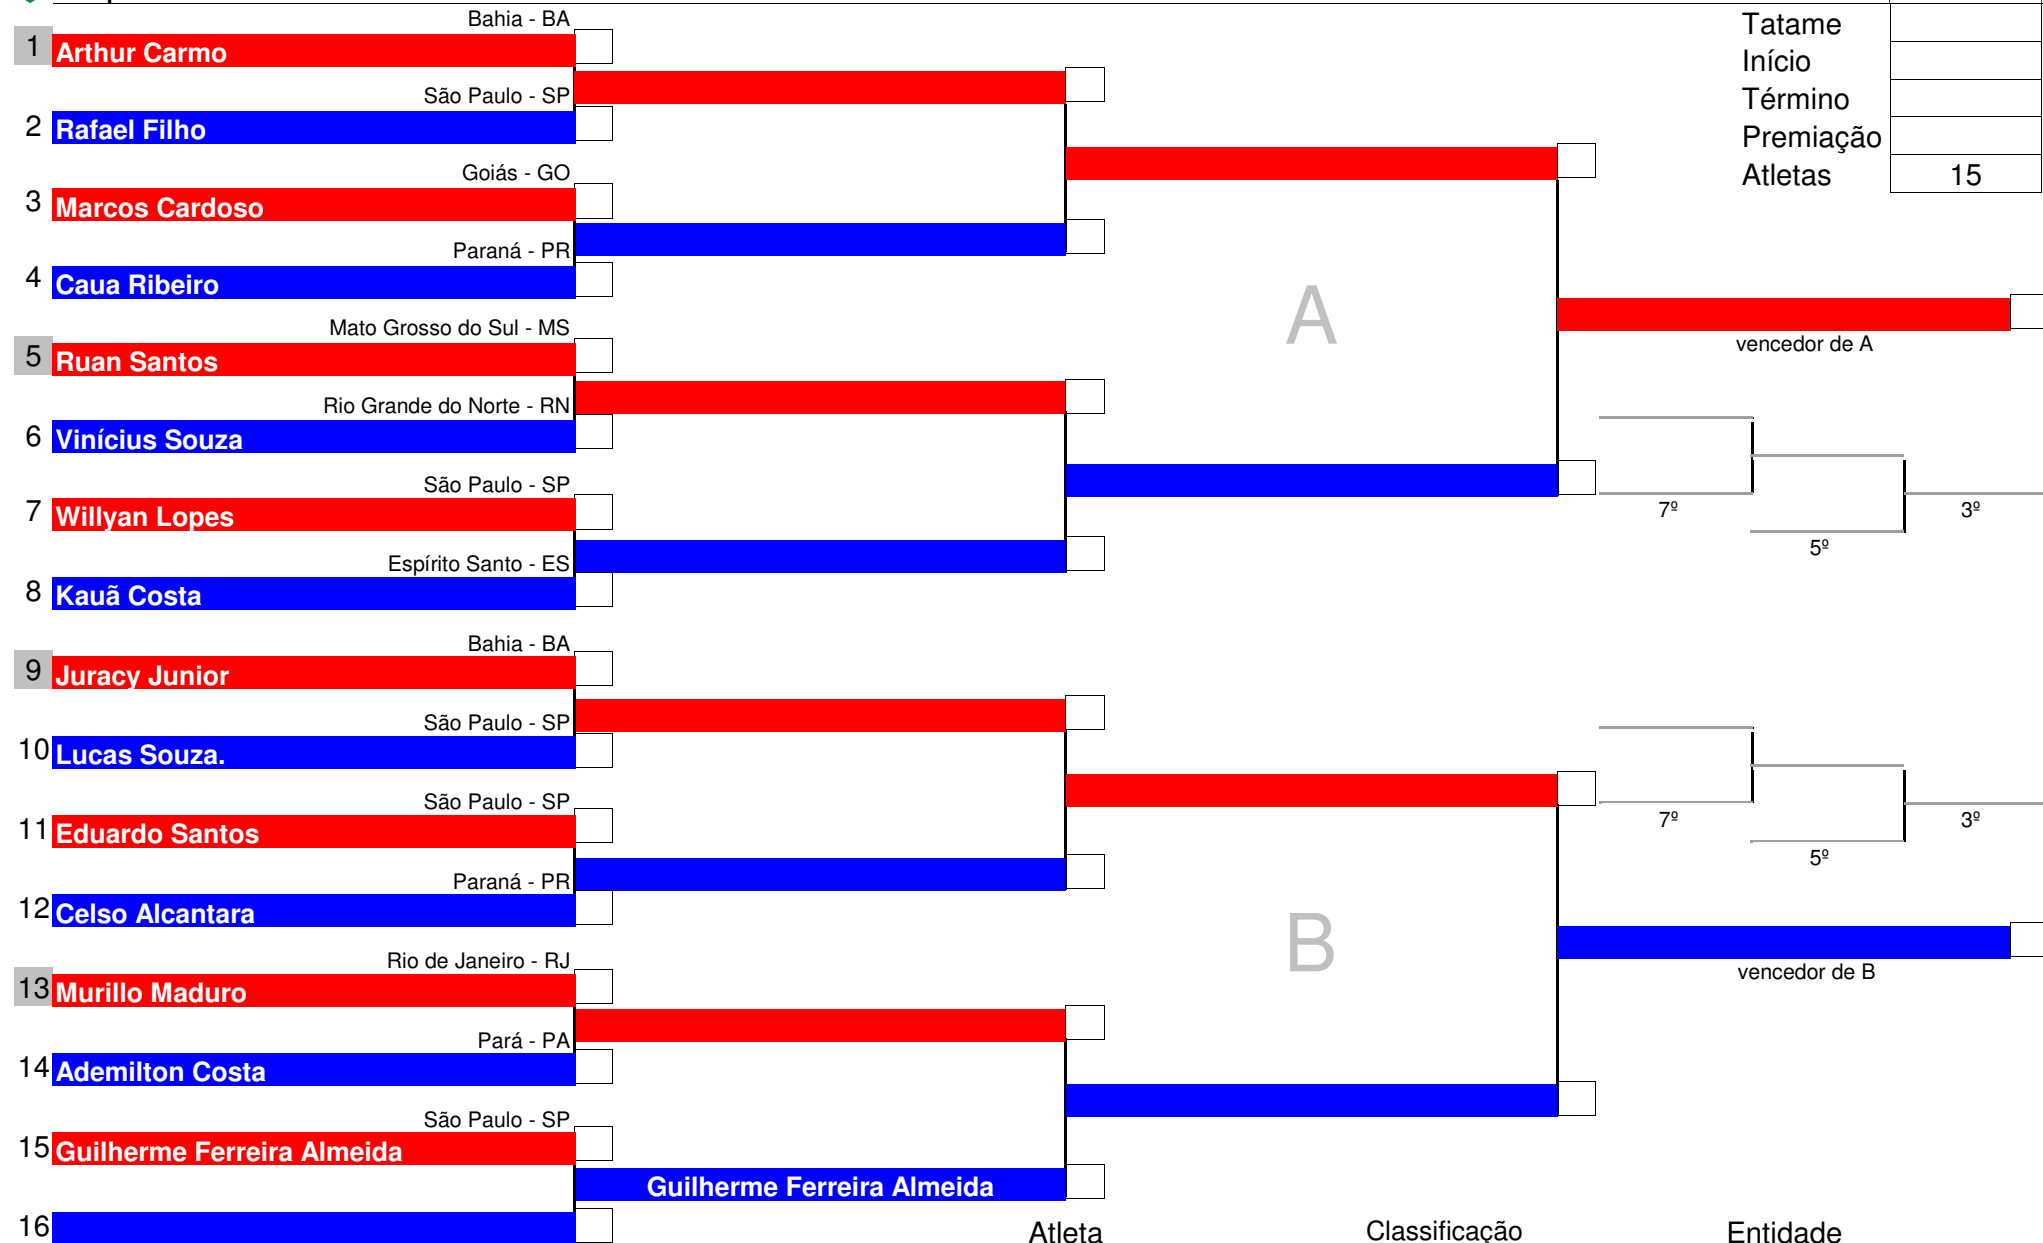 Bahia - BA
1 Arthur Carmo
São Paulo - SP
2 Rafael Filho
Goiás - GO
3 Marcos Cardoso
Paraná - PR
4 Caua Ribeiro
Mato Grosso do Sul - MS
5 Ruan Santos
Rio Grande do Norte - RN
6 Vinícius Souza
São Paulo - SP
7 Willyan Lopes
Espírito Santo - ES
8 Kauã Costa
Bahia - BA
9 Juracy Junior
São Paulo - SP
10 Lucas Souza.
São Paulo - SP
11 Eduardo Santos
Paraná - PR
12 Celso Alcantara
Rio de Janeiro - RJ
13 Murillo Maduro
Pará - PA
14 Ademilton Costa
São Paulo - SP
15 Guilherme Ferreira Almeida
Guilherme Ferreira Almeida
16
A
B
Tatame
Início
Término
Premiação
Atletas 15
vencedor de A
7º 3º
5º
7º 3º
5º
vencedor de B
Atleta Classificação Entidade